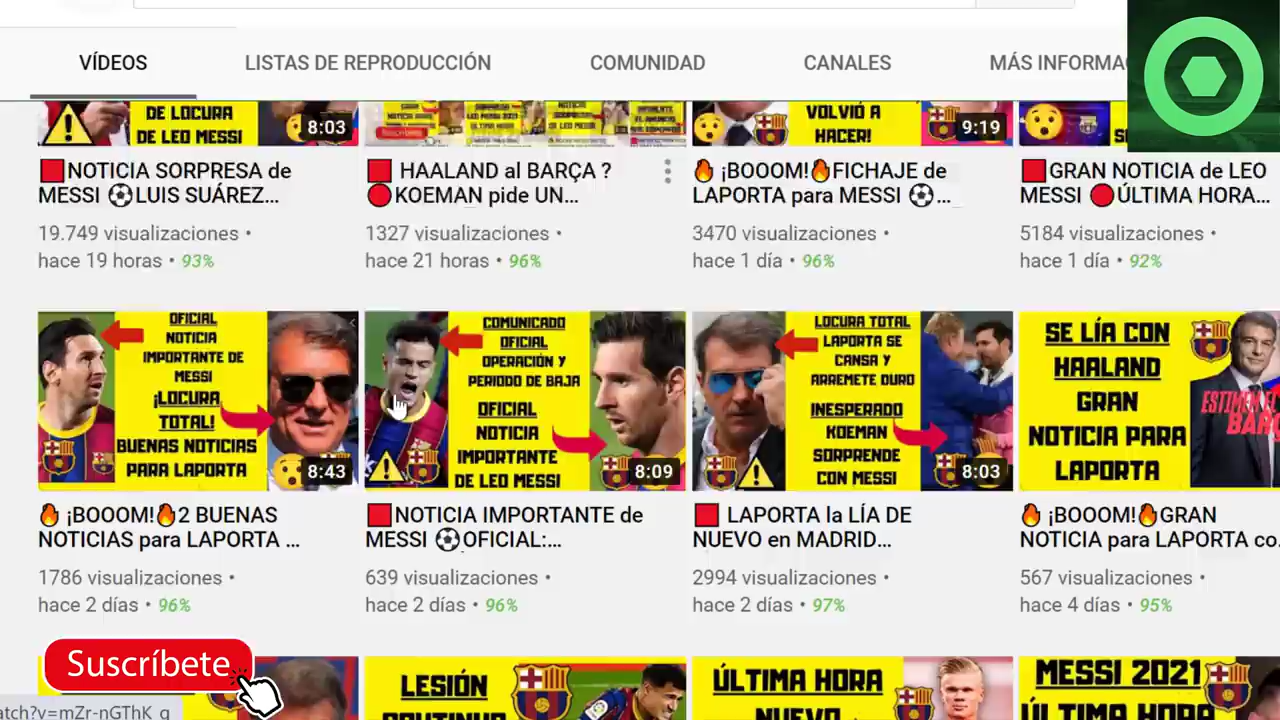 VÍDEOS
LISTAS DE REPRODUCCIÓN
COMUNIDAD
CANALES
MÁS INFORMA
DE LOCURA
DE LEO MESSI
8:03
VOLVIÓ A
HACER!
9:19
🟥NOTICIA SORPRESA de
MESSI ⚽LUIS SUÁREZ...
19.749 visualizaciones •
hace 19 horas • 93%
🟥 HAALAND al BARÇA ?
🔴KOEMAN pide UN...
1327 visualizaciones •
hace 21 horas • 96%
🔥 ¡BOOOM!🔥FICHAJE de
LAPORTA para MESSI ⚽...
3470 visualizaciones •
hace 1 día • 96%
🟥GRAN NOTICIA de LEO
MESSI 🔴ÚLTIMA HORA...
5184 visualizaciones •
hace 1 día • 92%
OFICIAL
NOTICIA
IMPORTANTE DE
MESSI
¡LOCURA
TOTAL!
BUENAS NOTICIAS
PARA LAPORTA
8:43
COMUNICADO
OFICIAL
OPERACIÓN Y
PERIODO DE BAJA
OFICIAL
NOTICIA
IMPORTANTE
DE LEO MESSI
8:09
LOCURA TOTAL
LAPORTA SE
CANSA Y
ARREMETE DURO
INESPERADO
KOEMAN
SORPRENDE
CON MESSI
8:03
SE LÍA CON
HAALAND
GRAN
NOTICIA PARA
LAPORTA
ESTIM
BAR
🔥 ¡BOOOM!🔥2 BUENAS
NOTICIAS para LAPORTA ...
1786 visualizaciones •
hace 2 días • 96%
🟥NOTICIA IMPORTANTE de
MESSI ⚽OFICIAL:...
639 visualizaciones •
hace 2 días • 96%
🟥 LAPORTA la LÍA DE
NUEVO en MADRID...
2994 visualizaciones •
hace 2 días • 97%
🔥 ¡BOOOM!🔥GRAN
NOTICIA para LAPORTA co.
567 visualizaciones •
hace 4 días • 95%
Suscríbete
LESIÓN
ÚLTIMA HORA
NUEVO
MESSI 2021
ÚLTIMA HORA
atch?v=mZr-nGThK_g